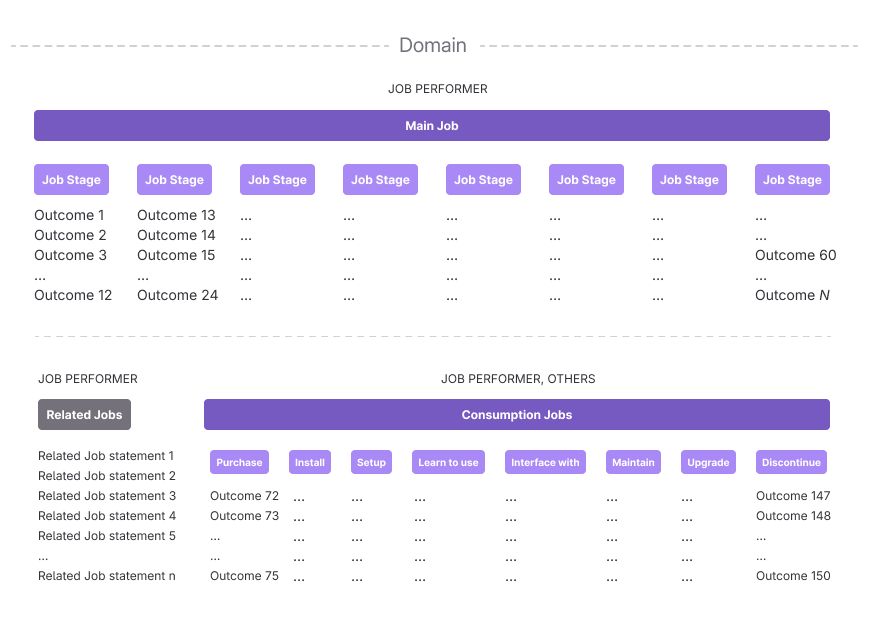 Domain
JOB PERFORMER
Main Job
Job Stage Job Stage Job Stage Job Stage Job Stage Job Stage Job Stage Job Stage
Outcome 1 Outcome 13 ... ... ... ... ... ...
Outcome 2 Outcome 14 ... ... ... ... ... ...
Outcome 3 Outcome 15 ... ... ... ... ... Outcome 60
... ... ... ... ... ... ... ...
Outcome 12 Outcome 24 ... ... ... ... ... Outcome N
JOB PERFORMER JOB PERFORMER, OTHERS
Related Jobs Consumption Jobs
Related Job statement 1
Purchase Install Setup Learn to use Interface with Maintain Upgrade Discontinue
Related Job statement 2
Related Job statement 3 Outcome 72 ... ... ... ... ... ... Outcome 147
Related Job statement 4 Outcome 73 ... ... ... ... ... ... Outcome 148
Related Job statement 5 ... ... ... ... ... ... ... ...
... ... ... ... ... ... ... ... ...
Related Job statement n Outcome 75 ... ... ... ... ... ... Outcome 150